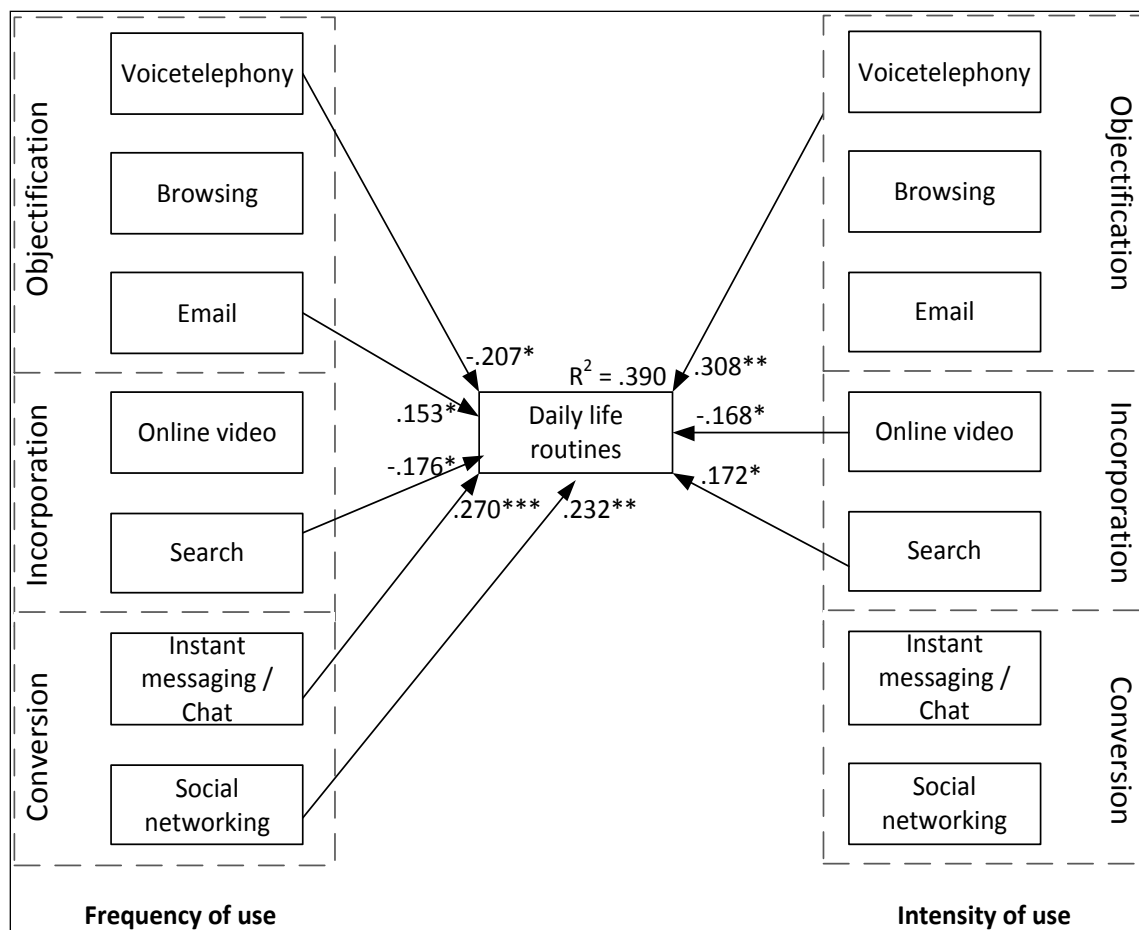 Objectification
Voicetelephony
Browsing
Email
Incorporation
Online video
Search
Conversion
Instant
messaging /
Chat
Social
networking
Frequency of use
-.207*
.153*
-.176*
.270***
.232**
R² = .390
Daily life
routines
.308**
-.168*
.172*
Voicetelephony
Browsing
Email
Objectification
Online video
Search
Incorporation
Instant
messaging /
Chat
Social
networking
Conversion
Intensity of use